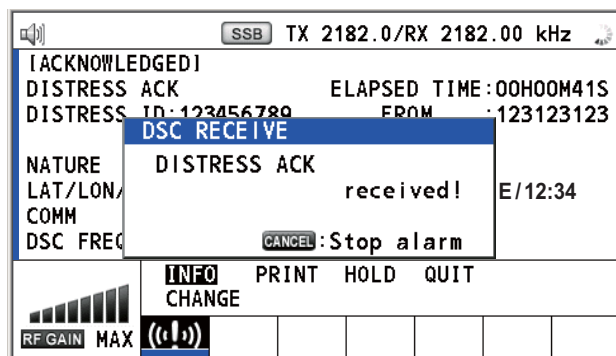 SSB TX 2182.0/RX 2182.00 kHz
[ACKNOWLEDGED]
DISTRESS ACK ELAPSED TIME:00H00M41S
DISTRESS ID:123456789 FROM :123123123
DSC RECEIVE
NATURE
DISTRESS ACK
LAT/LON/ E/12:34
received!
COMM
DSC FREQ
CANCEL:Stop alarm
INFO PRINT HOLD QUIT
CHANGE
RF GAIN MAX